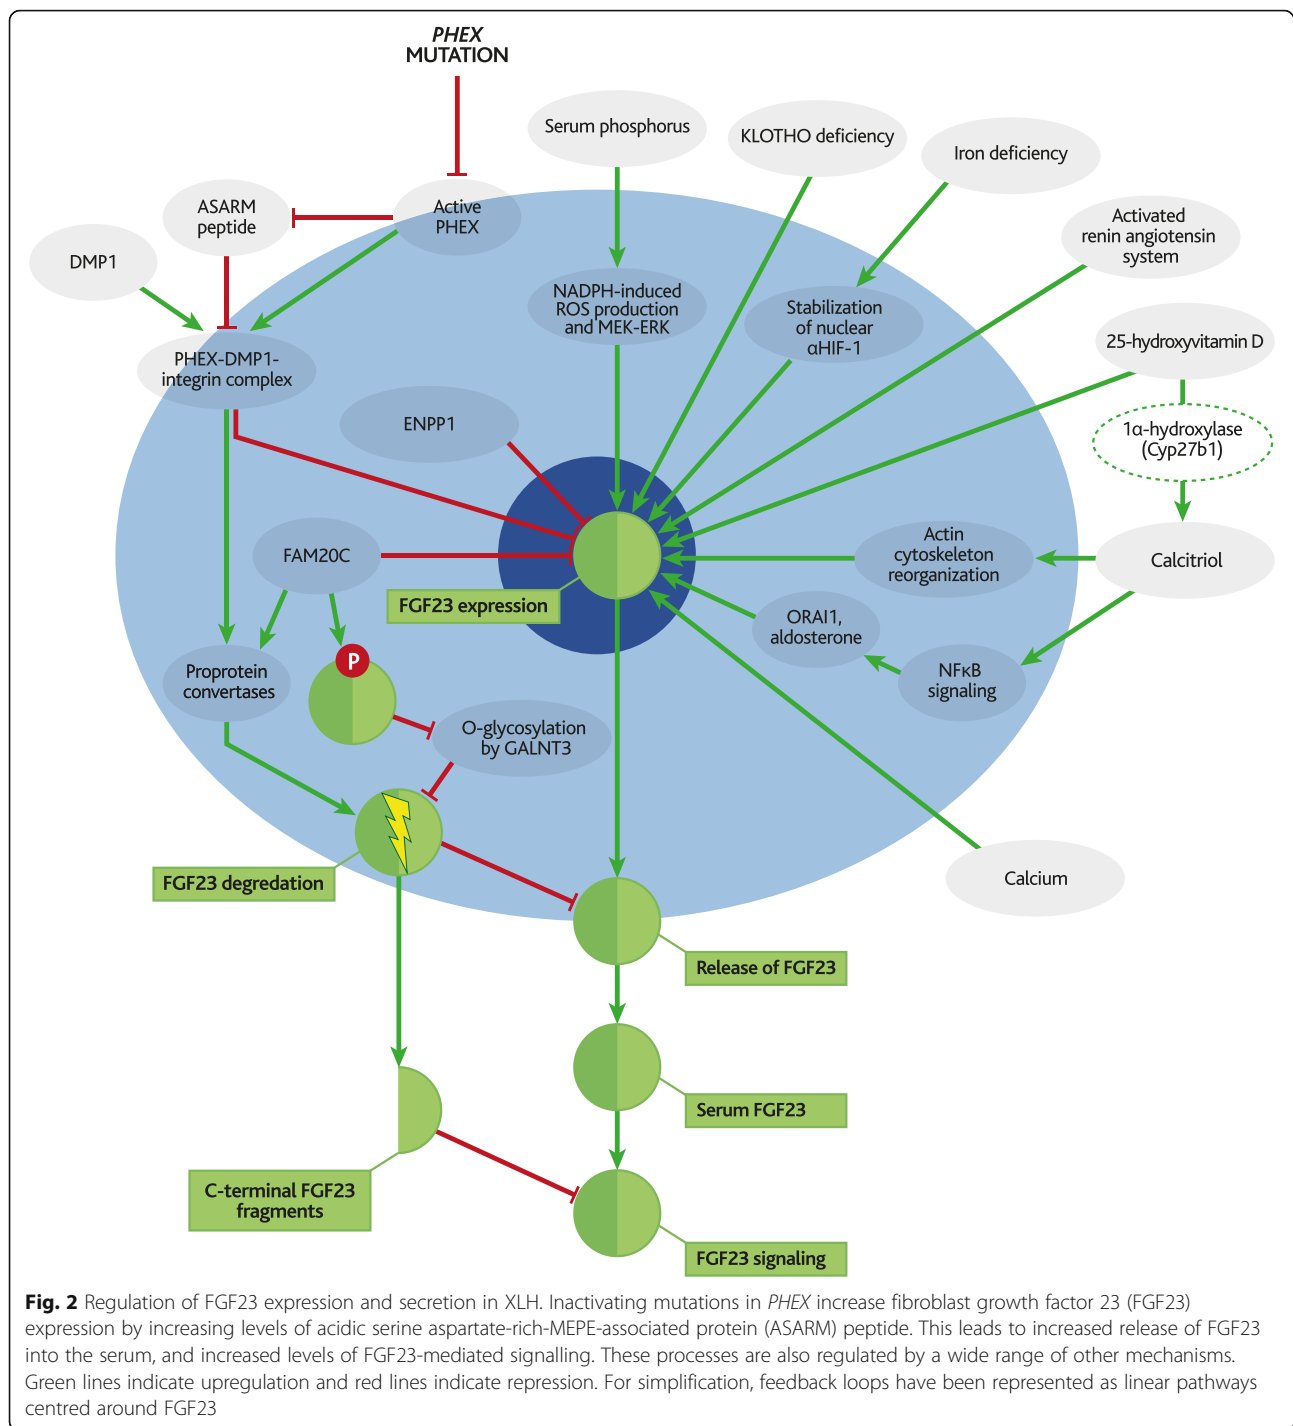 PHEX
MUTATION
Serum phosphorus
KLOTHO deficiency
Iron deficiency
ASARM
peptide
Active
PHEX
Activated
renin angiotensin
system
DMP1
NADPH-induced
ROS production
and MEK-ERK
Stabilization
of nuclear
αHIF-1
25-hydroxyvitamin D
PHEX-DMP1-
integrin complex
ENPP1
1α-hydroxylase
(Cyp27b1)
FAM20C
Actin
cytoskeleton
reorganization
Calcitriol
FGF23 expression
ORAI1,
aldosterone
Proprotein
convertases
P
NFκB
signaling
O-glycosylation
by GALNT3
FGF23 degredation
Calcium
Release of FGF23
Serum FGF23
C-terminal FGF23
fragments
FGF23 signaling
Fig. 2 Regulation of FGF23 expression and secretion in XLH. Inactivating mutations in PHEX increase fibroblast growth factor 23 (FGF23)
expression by increasing levels of acidic serine aspartate-rich-MEPE-associated protein (ASARM) peptide. This leads to increased release of FGF23
into the serum, and increased levels of FGF23-mediated signalling. These processes are also regulated by a wide range of other mechanisms.
Green lines indicate upregulation and red lines indicate repression. For simplification, feedback loops have been represented as linear pathways
centred around FGF23